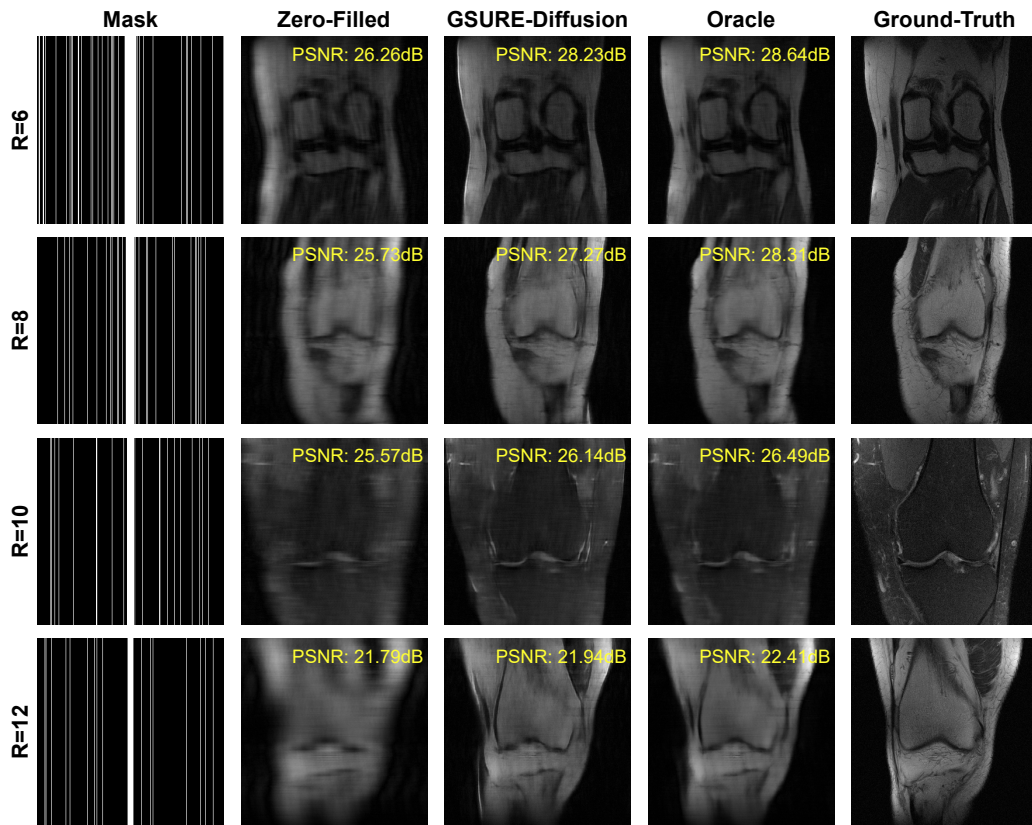 Mask Zero-Filled GSURE-Diffusion Oracle Ground-Truth
R=6
PSNR: 26.26dB PSNR: 28.23dB PSNR: 28.64dB
R=8
PSNR: 25.73dB PSNR: 27.27dB PSNR: 28.31dB
R=10
PSNR: 25.57dB PSNR: 26.14dB PSNR: 26.49dB
R=12
PSNR: 21.79dB PSNR: 21.94dB PSNR: 22.41dB